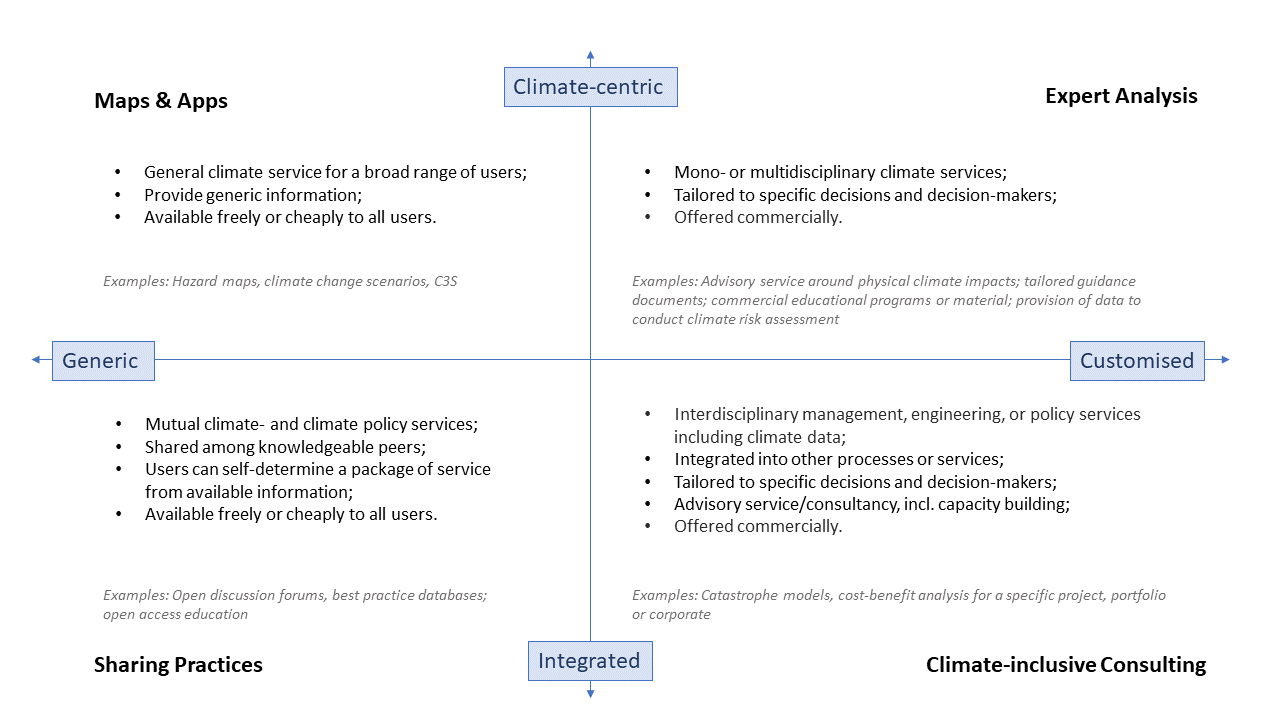 Climate-centric
Maps & Apps
Expert Analysis
• General climate service for a broad range of users;
• Provide generic information;
• Available freely or cheaply to all users.
Examples: Hazard maps, climate change scenarios, C3S
• Mono- or multidisciplinary climate services;
• Tailored to specific decisions and decision-makers;
• Offered commercially.
Examples: Advisory service around physical climate impacts; tailored guidance
documents; commercial educational programs or material; provision of data to
conduct climate risk assessment
Generic
Customised
• Mutual climate- and climate policy services;
• Shared among knowledgeable peers;
• Users can self-determine a package of service
from available information;
• Available freely or cheaply to all users.
Examples: Open discussion forums, best practice databases;
open access education
• Interdisciplinary management, engineering, or policy services
including climate data;
• Integrated into other processes or services;
• Tailored to specific decisions and decision-makers;
• Advisory service/consultancy, incl. capacity building;
• Offered commercially.
Examples: Catastrophe models, cost-benefit analysis for a specific project, portfolio
or corporate
Integrated
Sharing Practices
Climate-inclusive Consulting